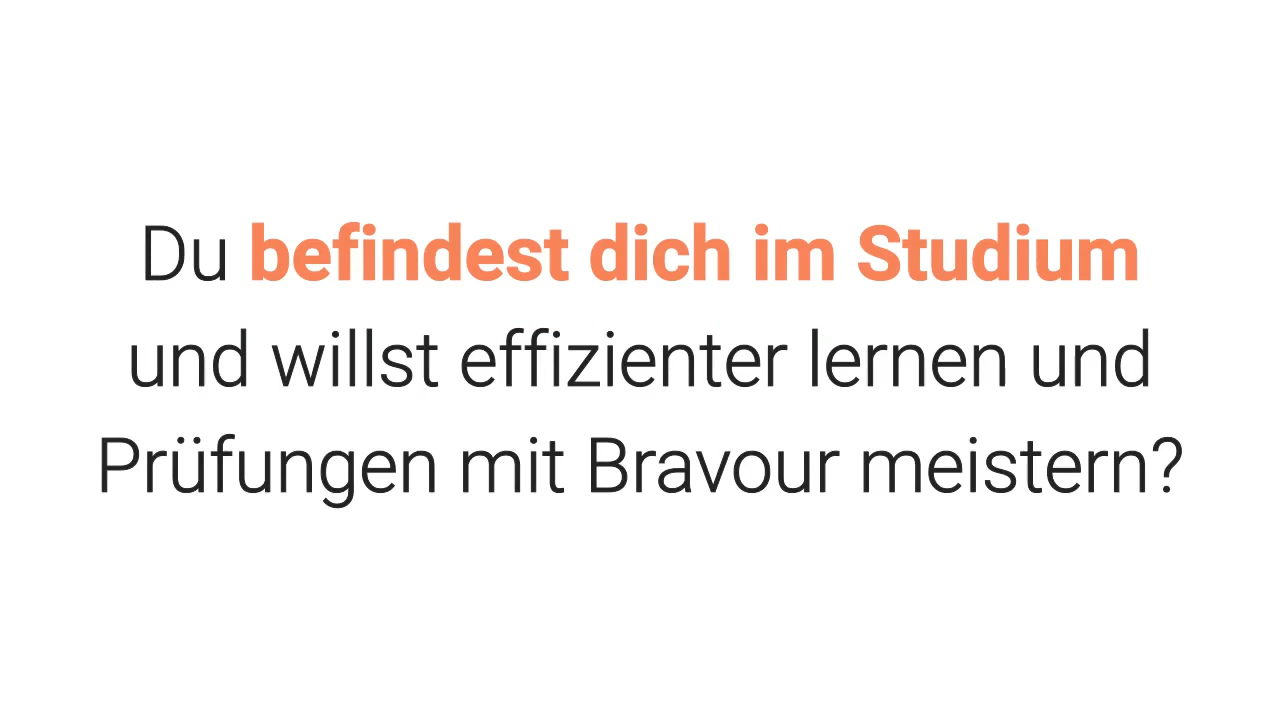 Du befindest dich im Studium
und willst effizienter lernen und
Prüfungen mit Bravour meistern?